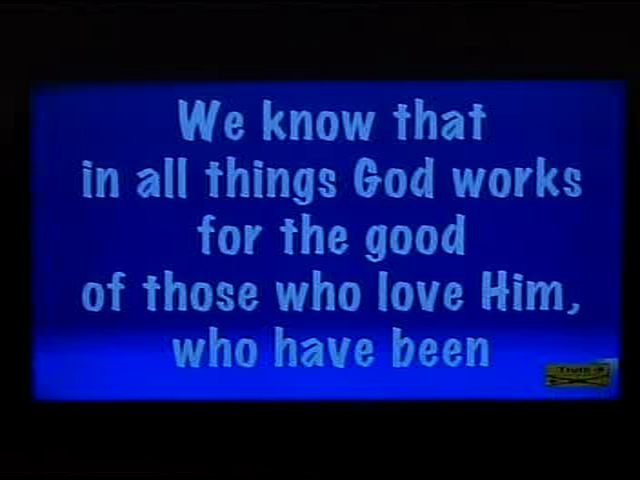 We know that
in all things God works
for the good
of those who love Him,
who have been